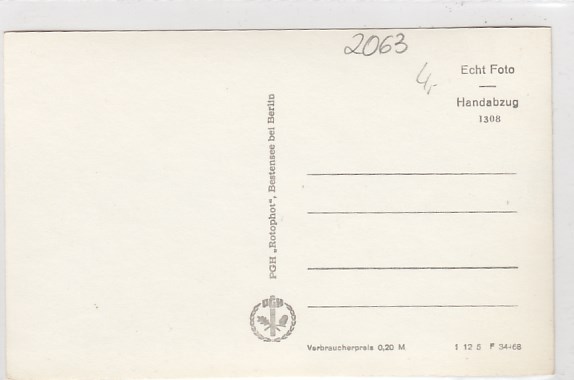 2063
4,-
Echt Foto
Handabzug
1308
PGH „Rotophot“, Bestensee bei Berlin
PGH
Verbraucherpreis 0,20 M
1 12 5 F 34/68